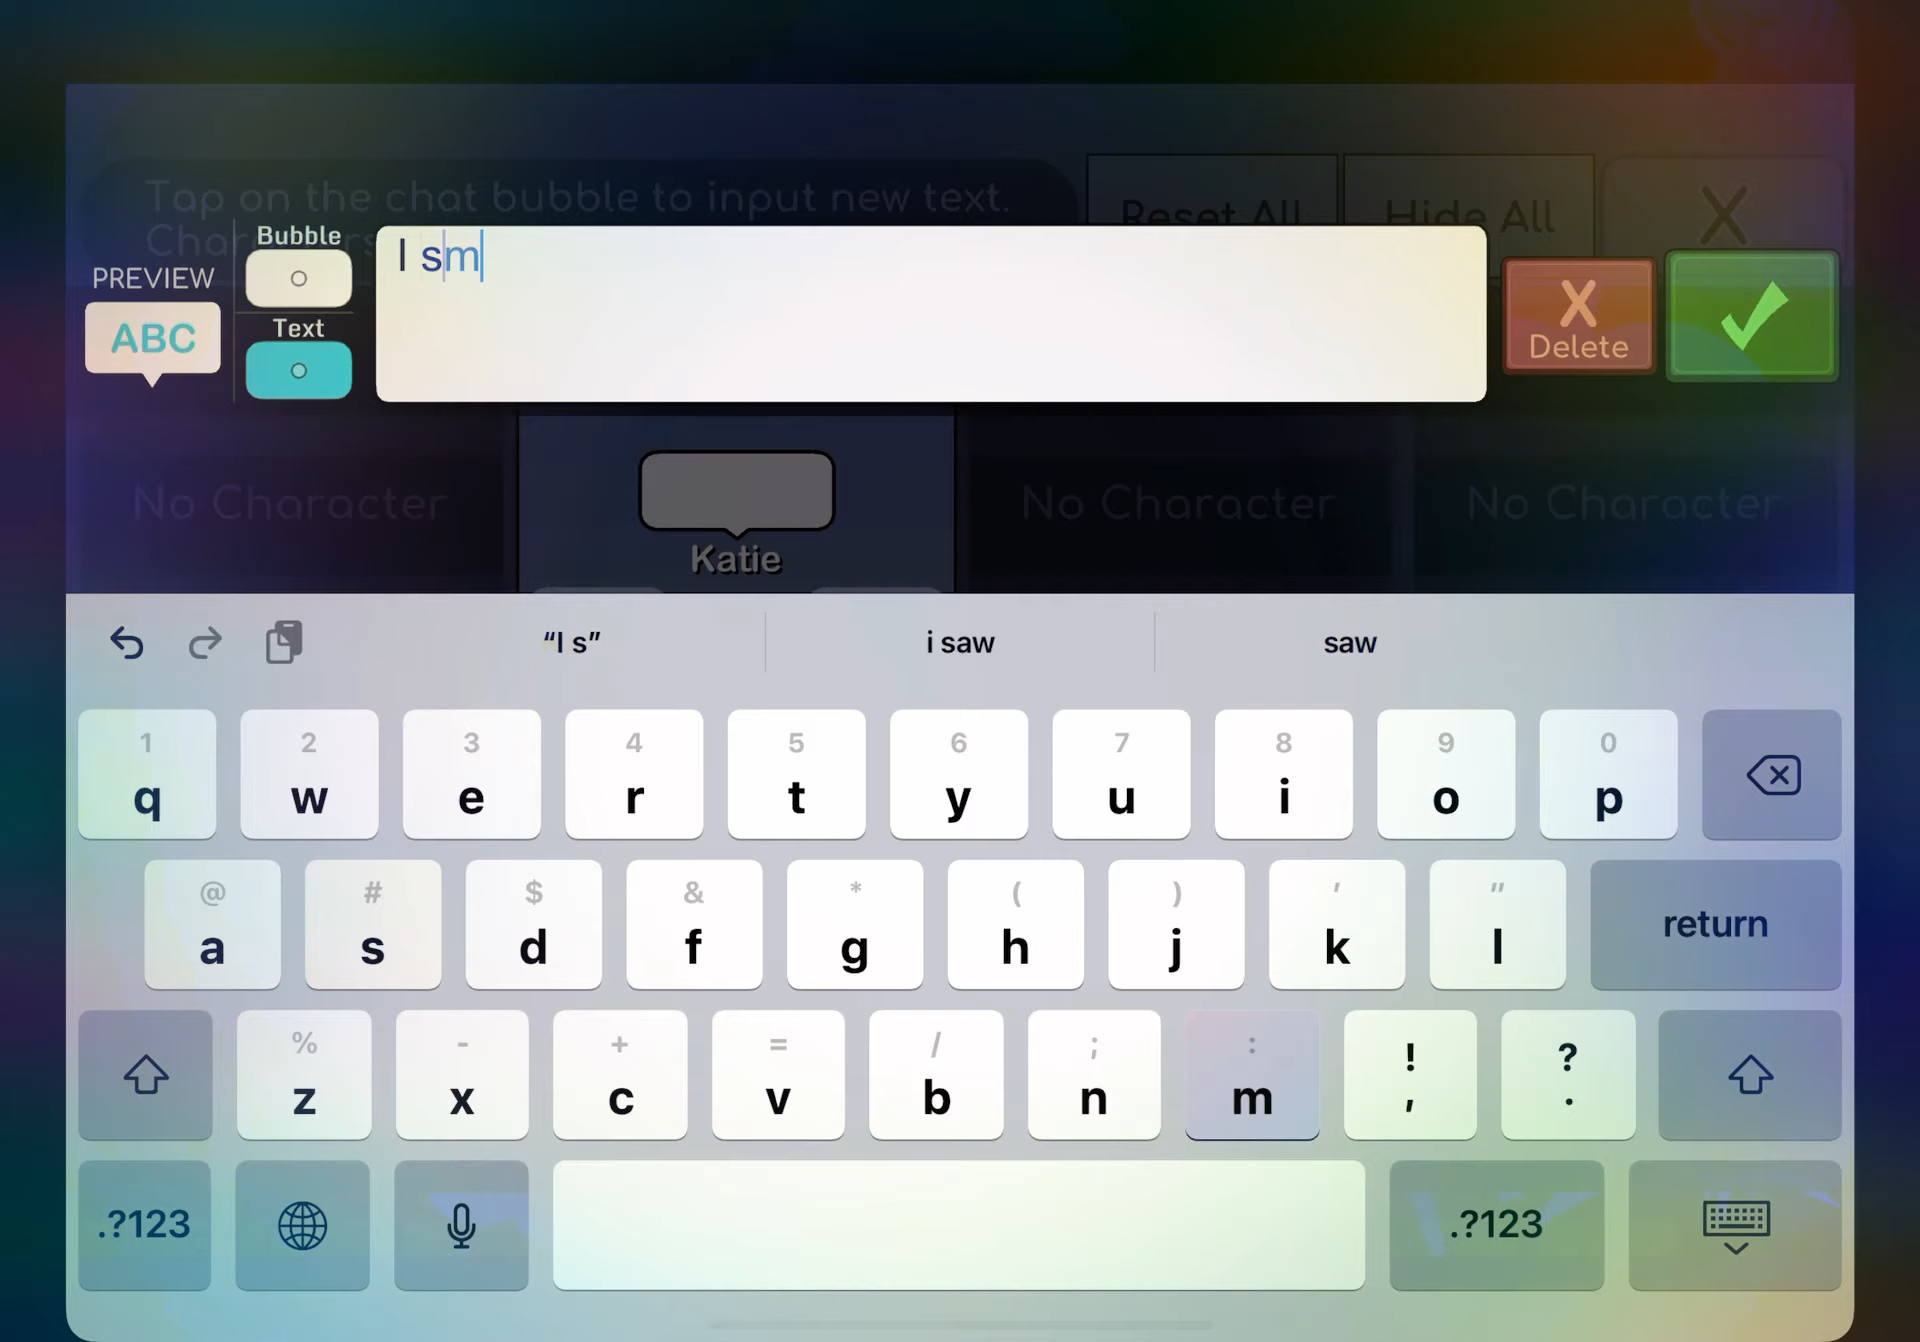 Tap on the chat bubble to input new text.
Reset All
Hide All
X
Bubble
PREVIEW
ABC
Text
I sm
X
Delete
No Character
Katie
No Character
No Character
“I s”
i saw
saw
1 2 3 4 5 6 7 8 9 0
q w e r t y u i o p
@ # $ & * ( ) ' "
a s d f g h j k l
return
% - + = / ; : ! ?
z x c v b n m , .
.?123
.?123